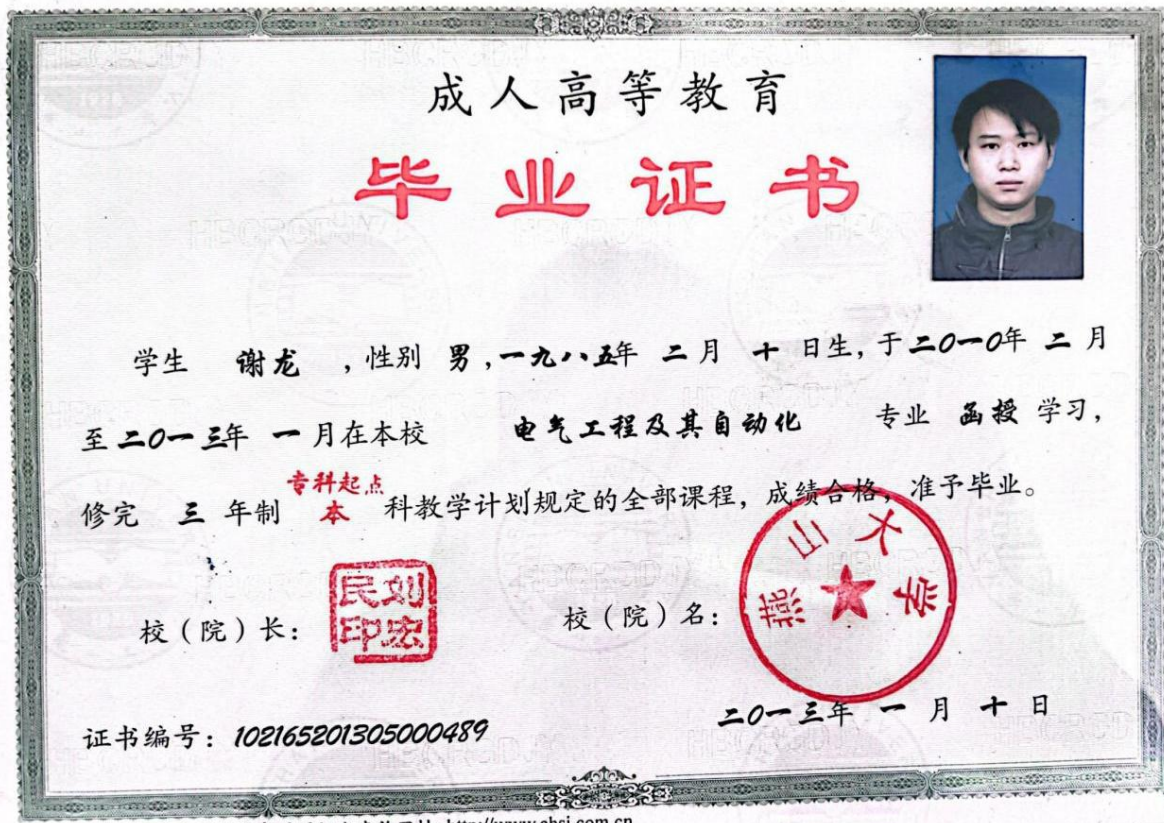 成人高等教育
毕业证书
学生 谢龙 ,性别 男,一九八五年 二月 十日生,于二0一0年 二月
至二0一三年 一月在本校 电气工程及其自动化 专业 函授 学习,
专科起点
修完 三 年制 本 科教学计划规定的全部课程,成绩合格,准予毕业。
刘宏民印
燕山大学
校(院)长: 校(院)名:
二0一三年 一月 十日
证书编号:102165201305000489
http://www.chsi.com.cn